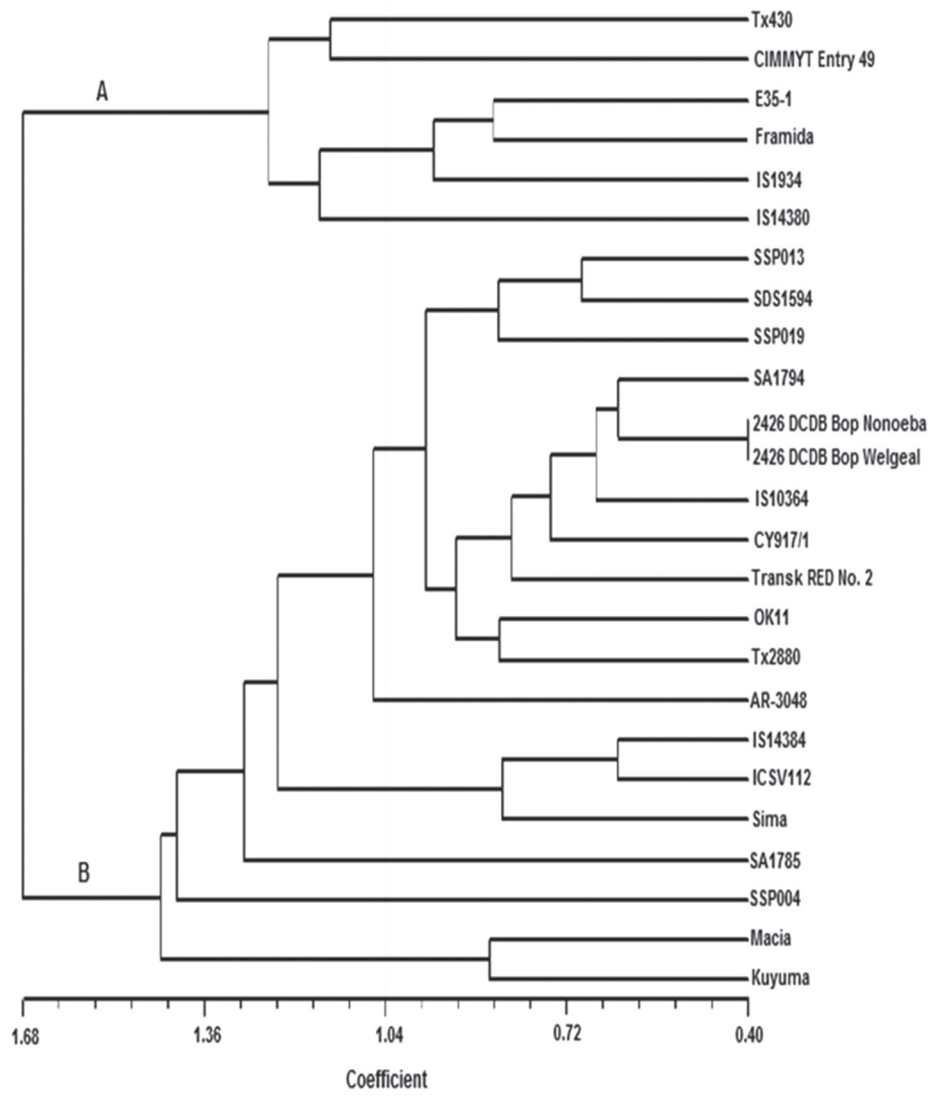 Tx430
CIMMYT Entry 49
A
E35-1
Framida
IS1934
IS14380
SSP013
SDS1594
SSP019
SA1794
2426 DCDB Bop Nonoeba
2426 DCDB Bop Welgeal
IS10364
CY917/1
Transk RED No. 2
OK11
Tx2880
AR-3048
IS14384
ICSV112
Sima
SA1785
B
SSP004
Macia
Kuyuma
1.68 1.36 1.04 0.72 0.40
Coefficient